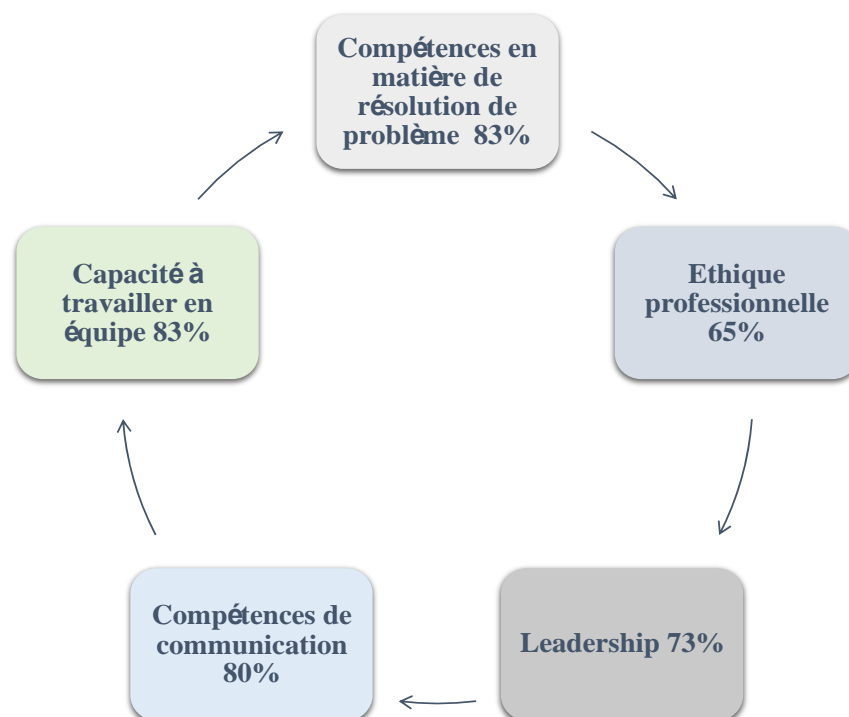 Compétences en
matière de
résolution de
problème 83%
Ethique
professionnelle
65%
Leadership 73%
Compétences de
communication
80%
Capacité à
travailler en
équipe 83%